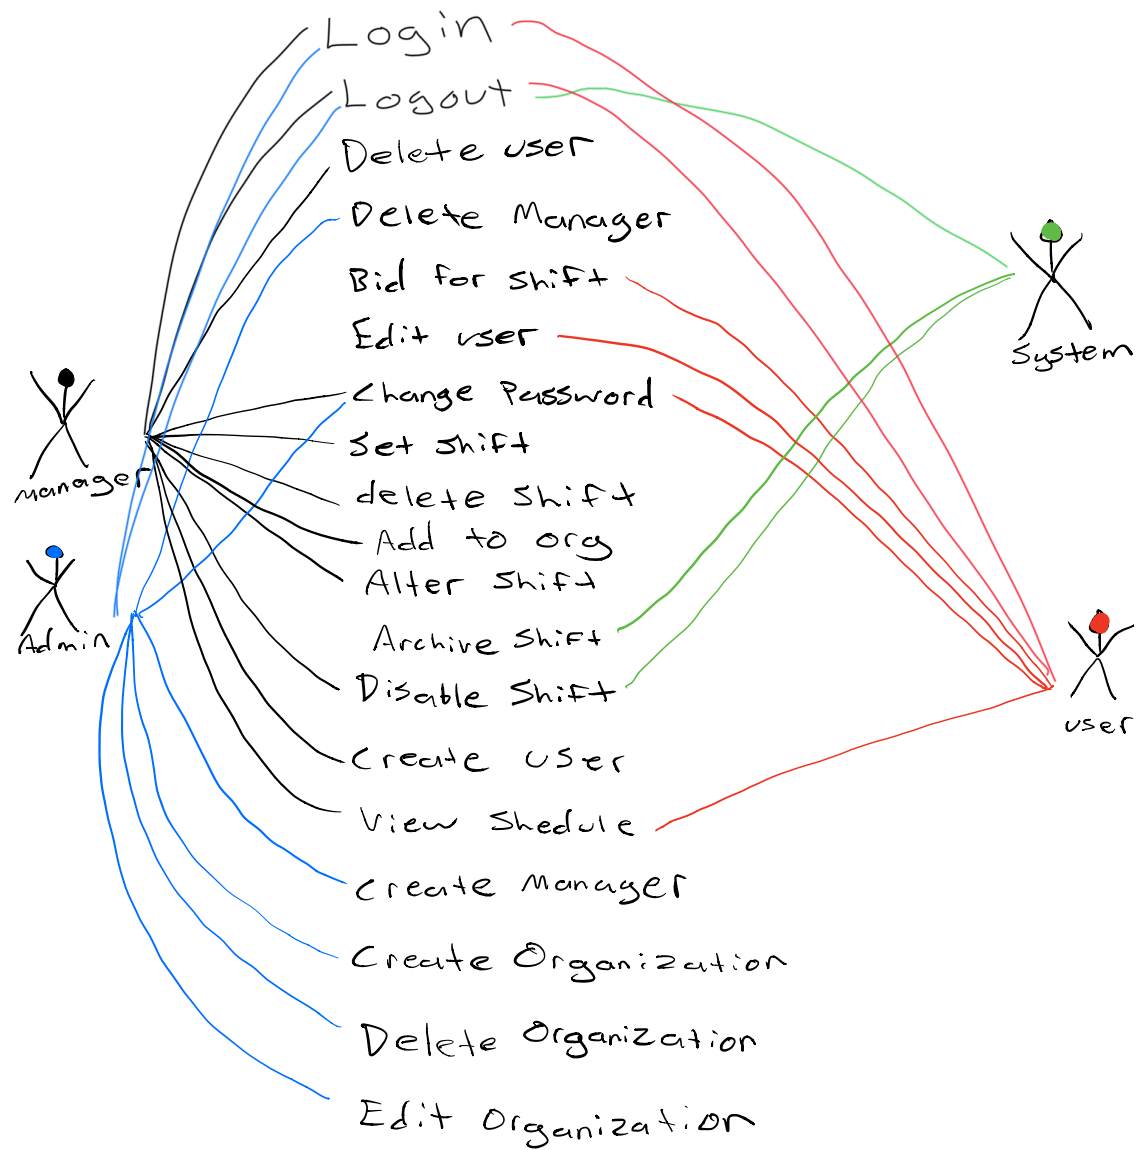 Login
Logout
Delete user
Delete Manager
Bid for shift
Edit user
Change Password
Set shift
delete shift
Add to org
Alter shift
Archive shift
Disable shift
Create user
View Shedule
Create Manager
Create Organization
Delete Organization
Edit Organization
Manager
Admin
System
user